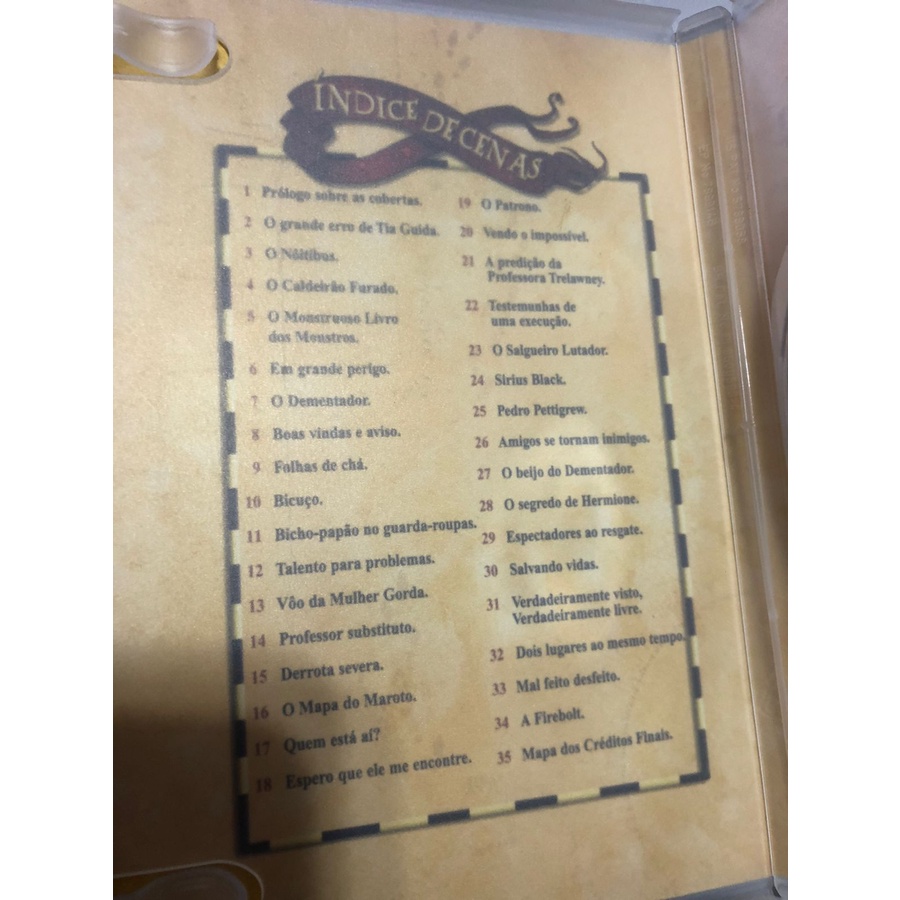 ÍNDICE DE CENAS
1 Prólogo sobre as cobertas.
2 O grande erro de Tia Guida.
3 O Nôitibus.
4 O Caldeirão Furado.
5 O Monstruoso Livro
dos Monstros.
6 Em grande perigo.
7 O Dementador.
8 Boas vindas e aviso.
9 Folhas de chá.
10 Bicuço.
11 Bicho-papão no guarda-roupas.
12 Talento para problemas.
13 Vôo da Mulher Gorda.
14 Professor substituto.
15 Derrota severa.
16 O Mapa do Maroto.
17 Quem está aí?
18 Espero que ele me encontre.
19 O Patrono.
20 Vendo o impossível.
21 A predição da
Professora Trelawney.
22 Testemunhas de
uma execução.
23 O Salgueiro Lutador.
24 Sirius Black.
25 Pedro Pettigrew.
26 Amigos se tornam inimigos.
27 O beijo do Dementador.
28 O segredo de Hermione.
29 Espectadores ao resgate.
30 Salvando vidas.
31 Verdadeiramente visto,
Verdadeiramente livre.
32 Dois lugares ao mesmo tempo.
33 Mal feito desfeito.
34 A Firebolt.
35 Mapa dos Créditos Finais.